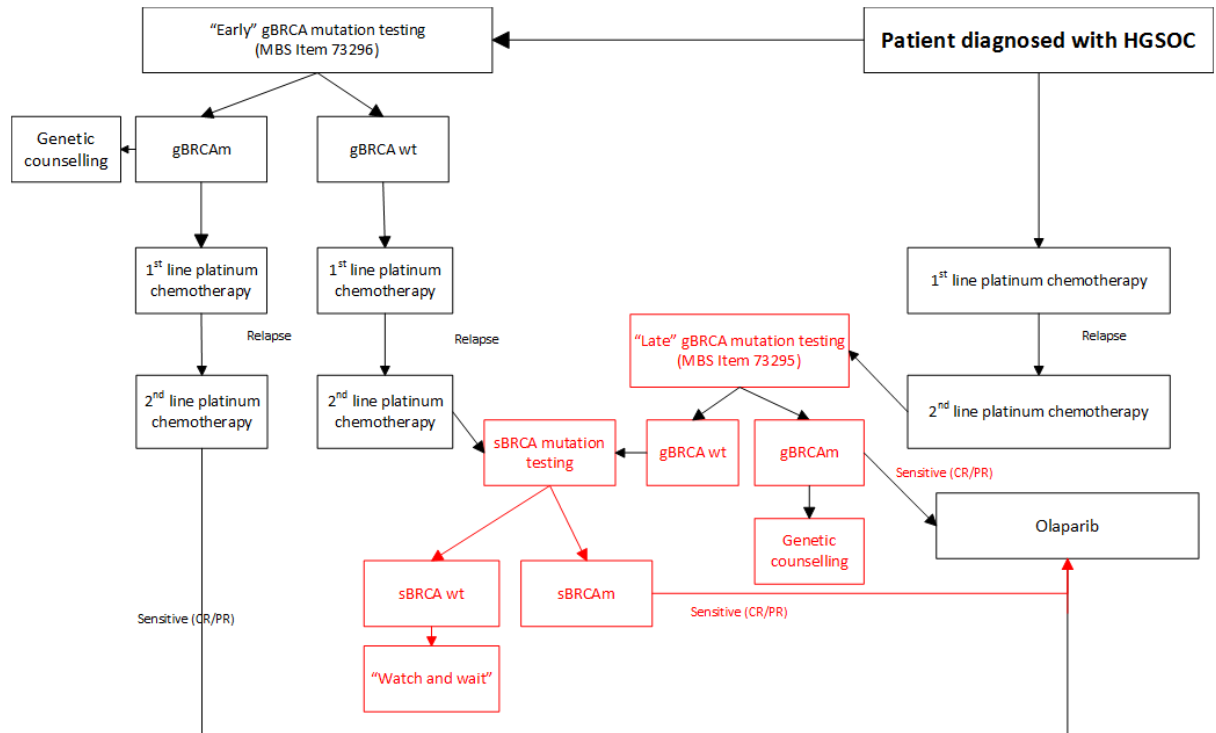 “Early” gBRCA mutation testing
(MBS Item 73296)
Patient diagnosed with HGSOC
Genetic
counselling
gBRCAm
gBRCA wt
1st line platinum
chemotherapy
1st line platinum
chemotherapy
1st line platinum chemotherapy
Relapse
Relapse
“Late” gBRCA mutation testing
(MBS Item 73295)
Relapse
2nd line platinum
chemotherapy
2nd line platinum
chemotherapy
2nd line platinum chemotherapy
sBRCA mutation
testing
gBRCA wt
gBRCAm
Sensitive (CR/PR)
Genetic
counselling
Olaparib
sBRCA wt
sBRCAm
Sensitive (CR/PR)
Sensitive (CR/PR)
“Watch and wait”